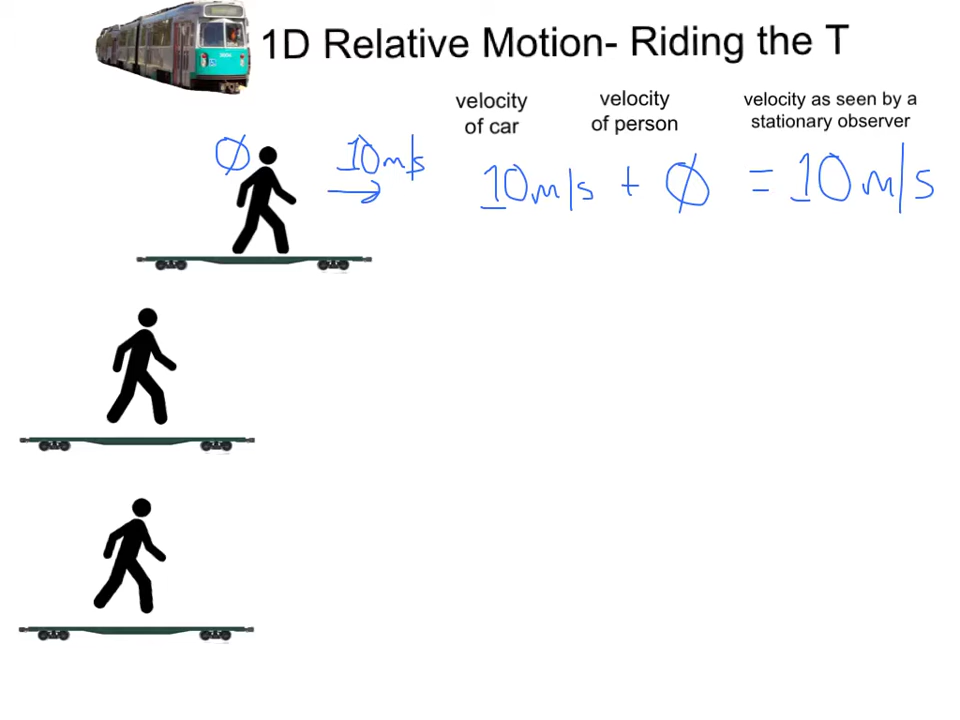 1D Relative Motion- Riding the T
velocity of car
velocity of person
velocity as seen by a stationary observer
∅
10m/s
10m/s + ∅ = 10m/s